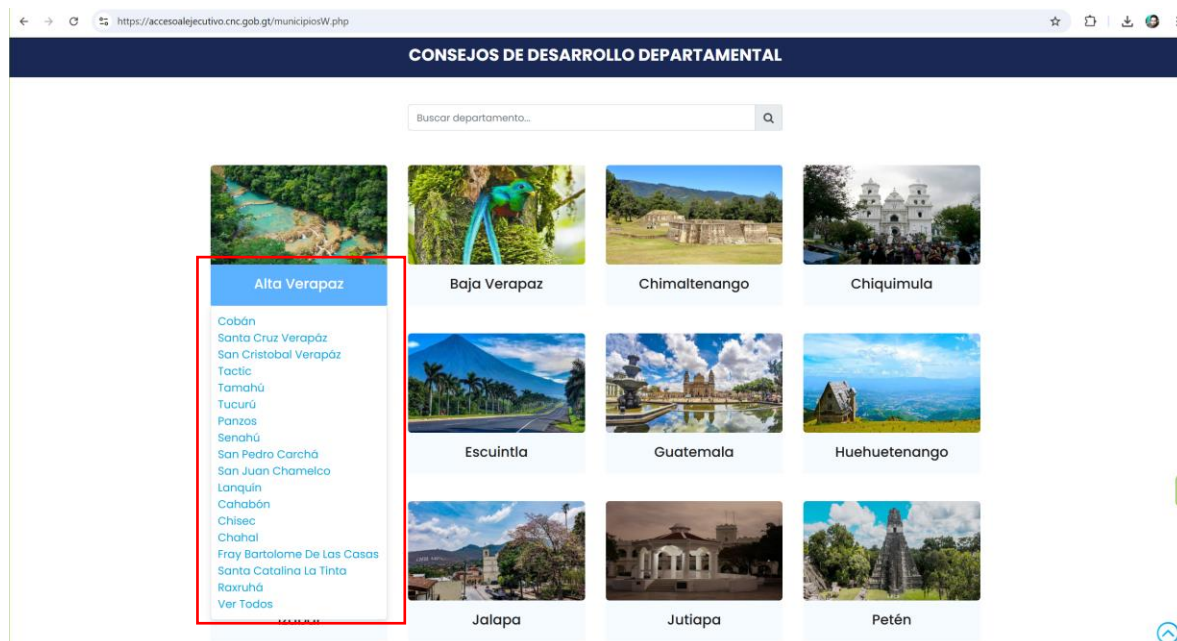 https://accesoalejecutivo.cnc.gob.gt/municipiosW.php
CONSEJOS DE DESARROLLO DEPARTAMENTAL
Buscar departamento...
Alta Verapaz
Baja Verapaz
Chimaltenango
Chiquimula
Cobán
Santa Cruz Verapáz
San Cristobal Verapáz
Tactic
Tamahú
Tucurú
Panzos
Senahú
San Pedro Carchá
San Juan Chamelco
Lanquín
Cahabón
Chisec
Chahal
Fray Bartolome De Las Casas
Santa Catalina La Tinta
Raxruhá
Ver Todos
Escuintla
Guatemala
Huehuetenango
Jalapa
Jutiapa
Petén